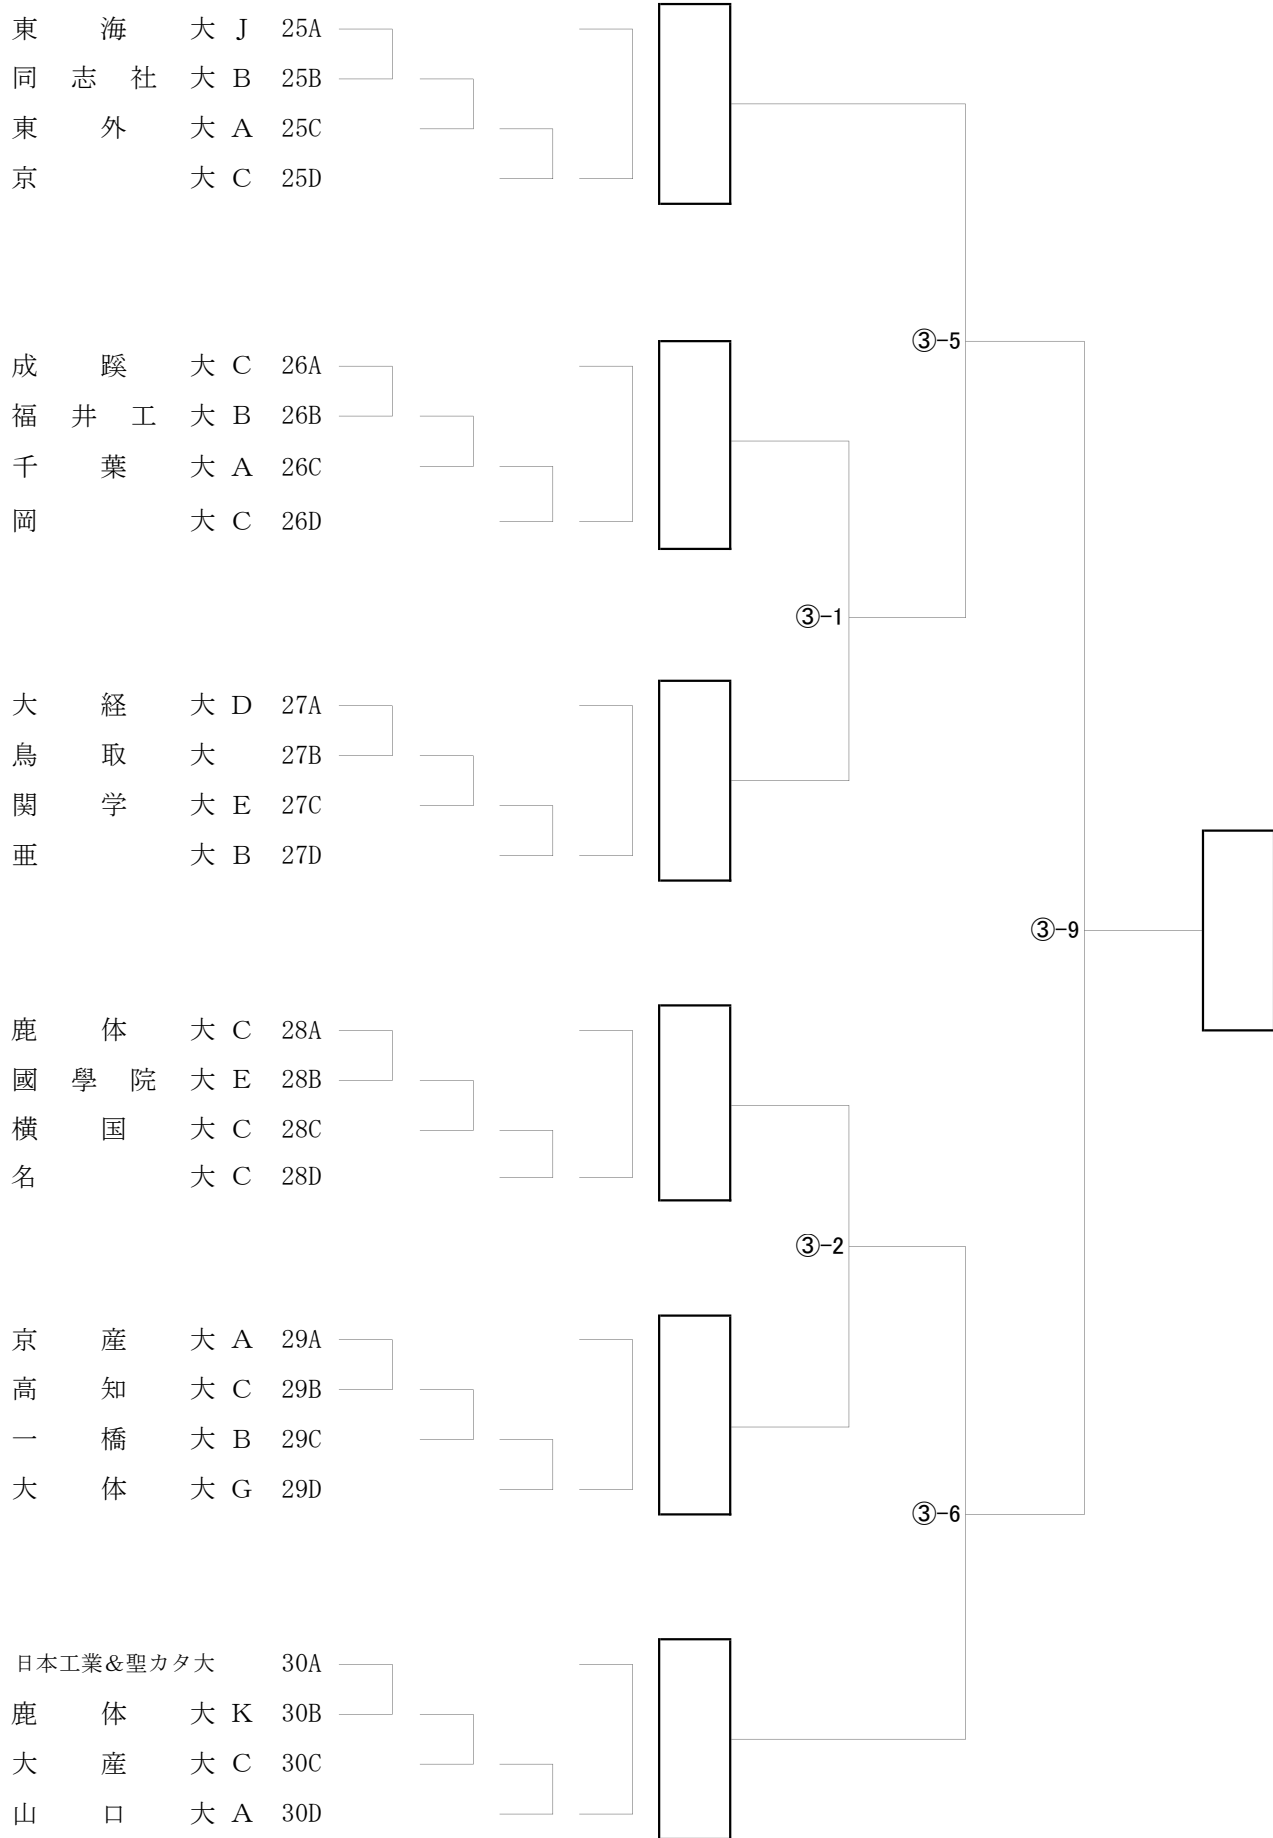 東海大 J 25A
同志社大 B 25B
東外大 A 25C
京大 C 25D
③-5
成蹊大 C 26A
福井工大 B 26B
千葉大 A 26C
岡大 C 26D
③-1
大経大 D 27A
鳥取大 27B
関学大 E 27C
亜大 B 27D
③-9
鹿体大 C 28A
國學院大 E 28B
横国大 C 28C
名大 C 28D
③-2
京産大 A 29A
高知大 C 29B
一橋大 B 29C
大体大 G 29D
③-6
日本工業&聖カタ大 30A
鹿体大 K 30B
大産大 C 30C
山口大 A 30D